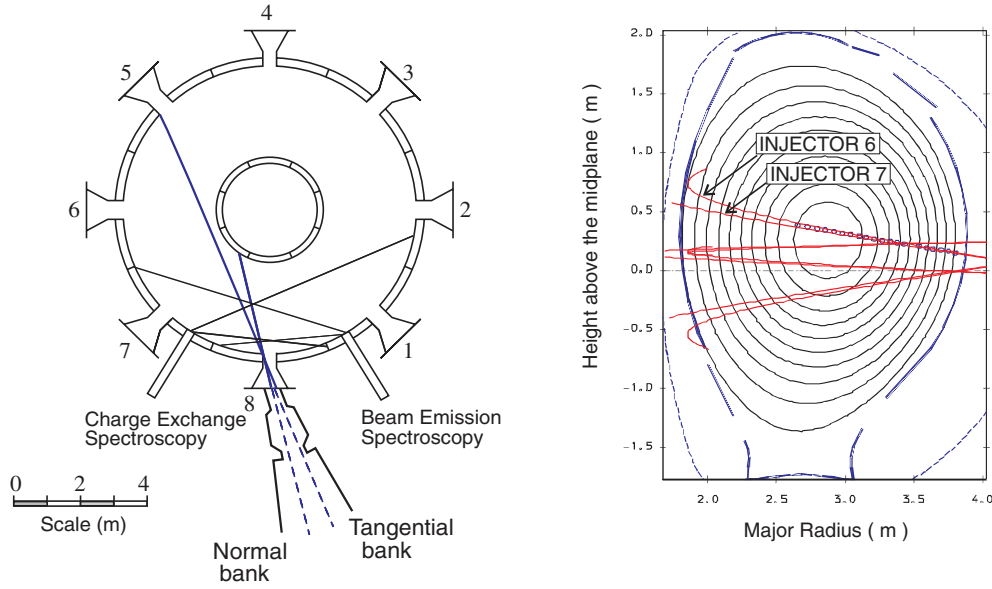 4
5
3
6
2
7
1
8
Charge Exchange
Spectroscopy
Beam Emission
Spectroscopy
0 2 4
Scale (m)
Normal
bank
Tangential
bank
Height above the midplane ( m )
2.0
1.5
1.0
0.5
0.0
-0.5
-1.0
-1.5
INJECTOR 6
INJECTOR 7
2.0 2.5 3.0 3.5 4.0
Major Radius ( m )